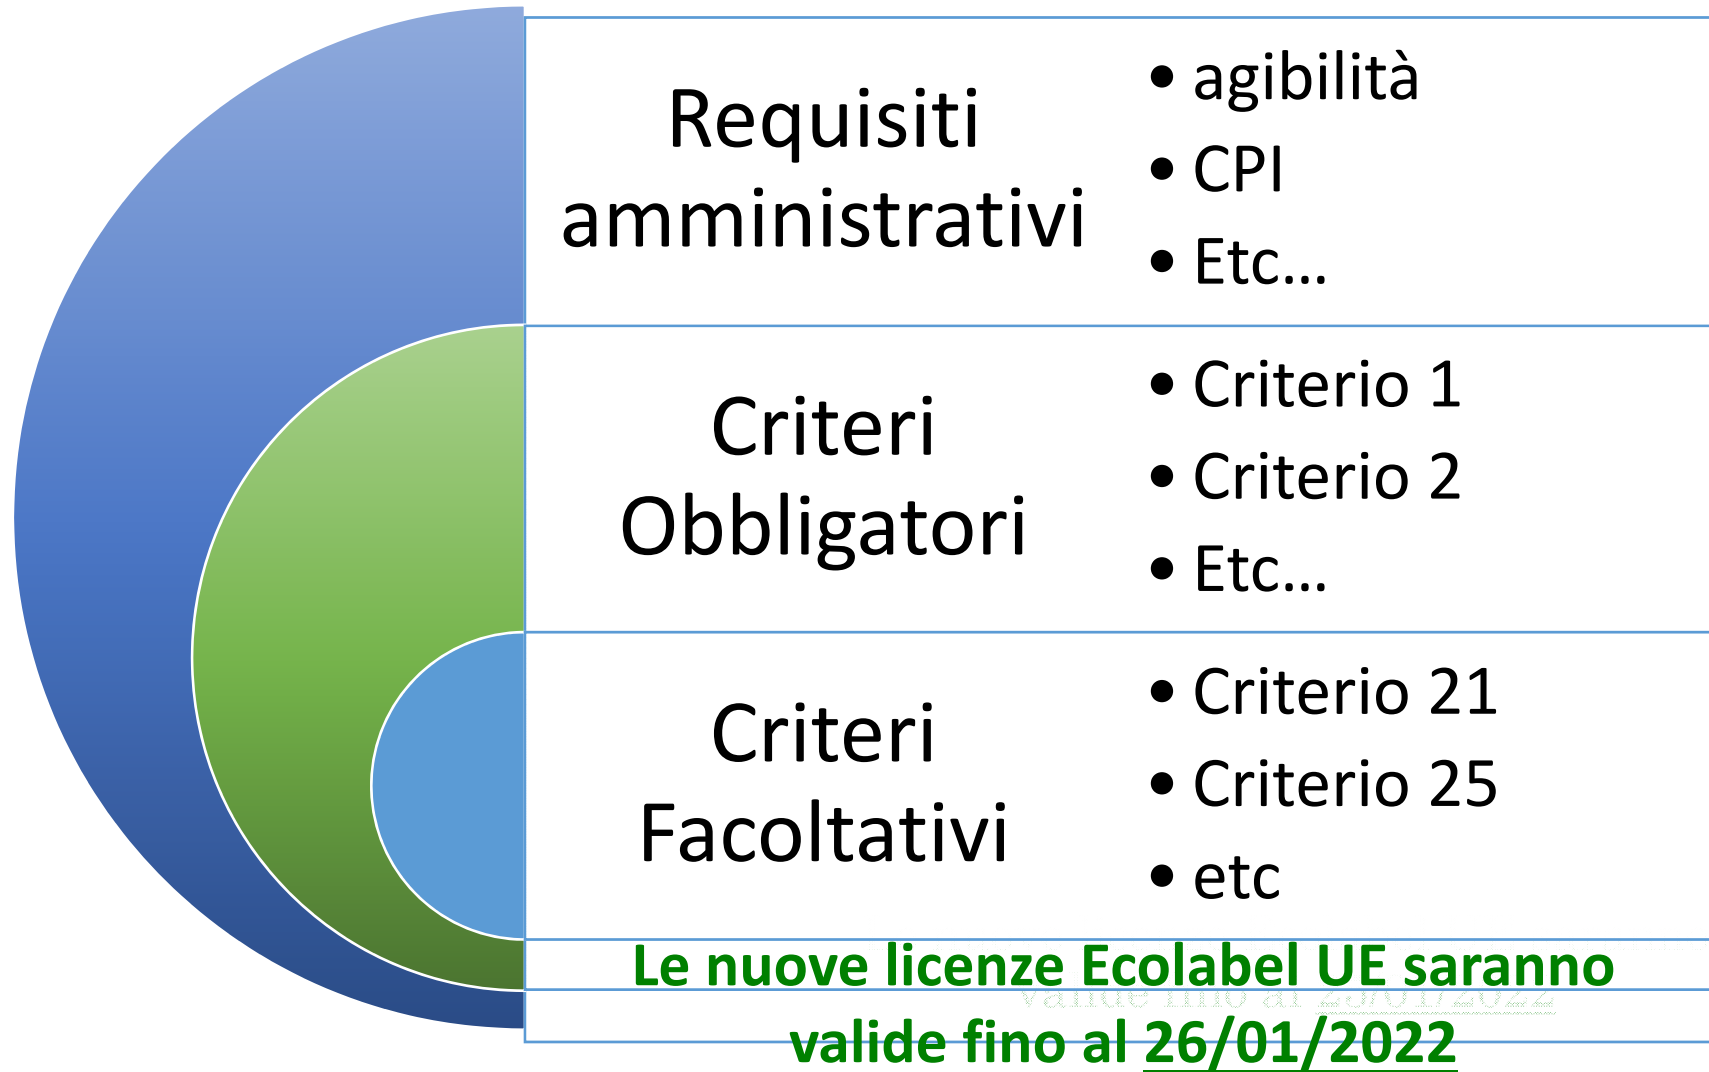 Requisiti
amministrativi
• agibilità
• CPI
• Etc...
Criteri
Obbligatori
• Criterio 1
• Criterio 2
• Etc...
Criteri
Facoltativi
• Criterio 21
• Criterio 25
• etc
Le nuove licenze Ecolabel UE saranno
valide fino al 26/01/2022